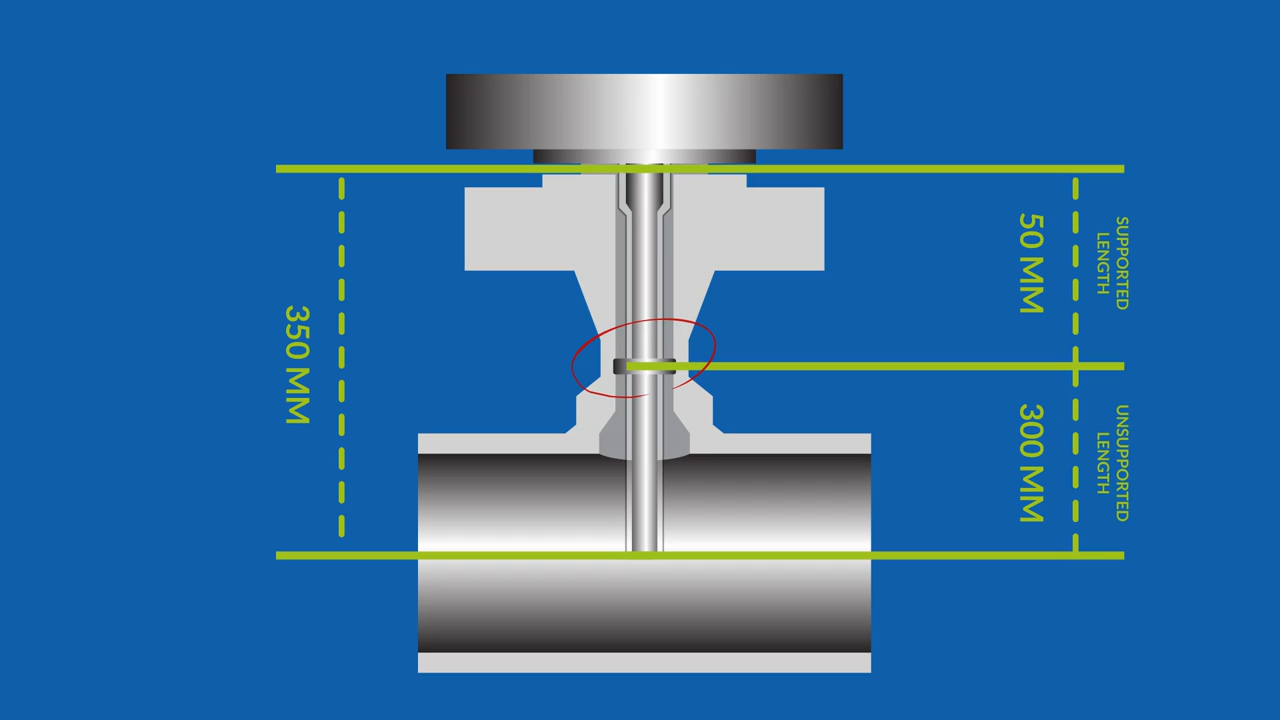 350 MM
50 MM
SUPPORTED
LENGTH
300 MM
UNSUPPORTED
LENGTH